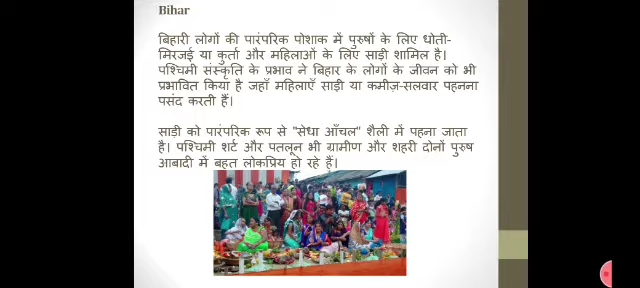 Bihar
बिहारी लोगों की पारंपरिक पोशाक में पुरुषों के लिए धोती-
मिरजई या कुर्ता और महिलाओं के लिए साड़ी शामिल है।
पश्चिमी संस्कृति के प्रभाव ने बिहार के लोगों के जीवन को भी
प्रभावित किया है जहाँ महिलाएँ साड़ी या कमीज़-सलवार पहनना
पसंद करती हैं।
साड़ी को पारंपरिक रूप से "सेधा आँचल" शैली में पहना जाता
है। पश्चिमी शर्ट और पतलून भी ग्रामीण और शहरी दोनों पुरुष
आबादी में बहुत लोकप्रिय हो रहे हैं।